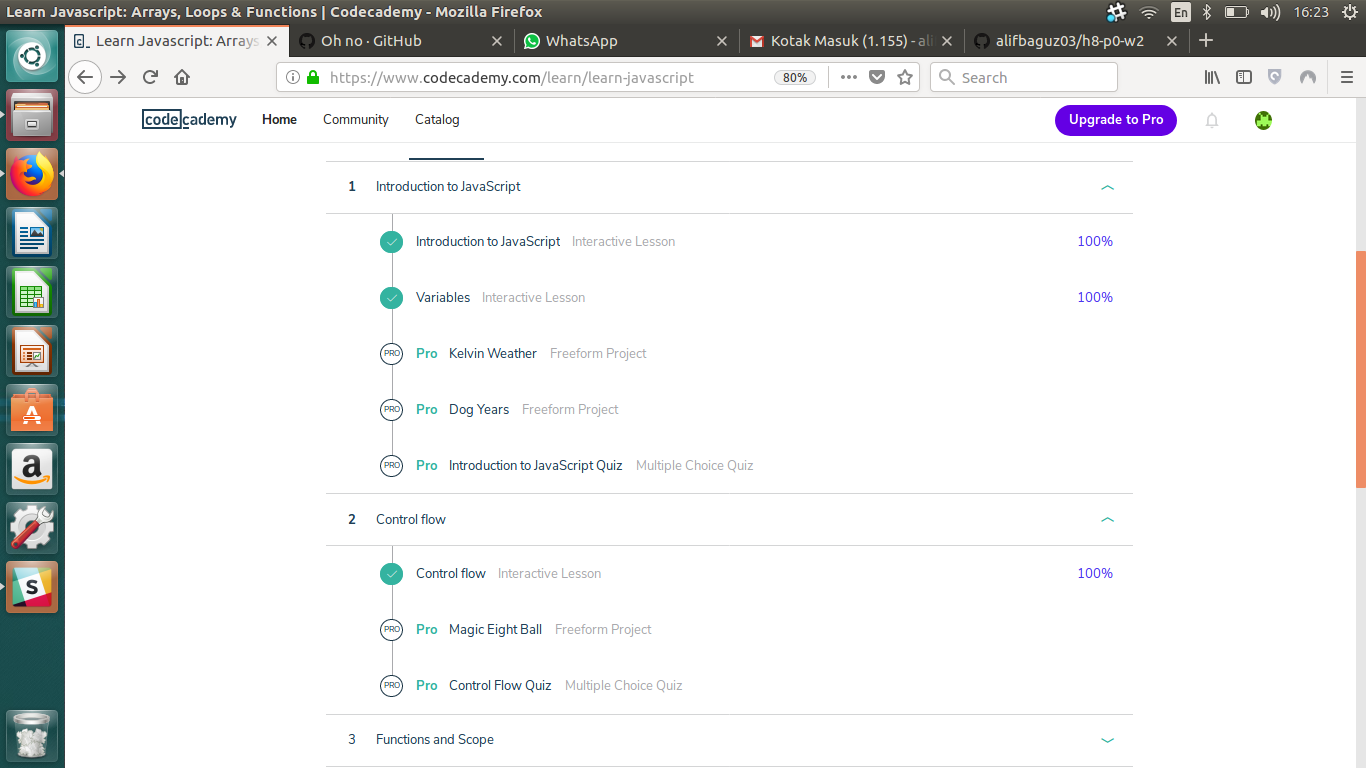 Learn Javascript: Arrays, Loops & Functions | Codecademy - Mozilla Firefox
En
16:23
Learn Javascript: Arrays
Oh no · GitHub
WhatsApp
Kotak Masuk (1.155) - ali
alifbaguz03/h8-p0-w2
https://www.codecademy.com/learn/learn-javascript
80%
Search
codecademy
Home
Community
Catalog
Upgrade to Pro
1 Introduction to JavaScript
Introduction to JavaScript Interactive Lesson 100%
Variables Interactive Lesson 100%
PRO Pro Kelvin Weather Freeform Project
PRO Pro Dog Years Freeform Project
PRO Pro Introduction to JavaScript Quiz Multiple Choice Quiz
2 Control flow
Control flow Interactive Lesson 100%
PRO Pro Magic Eight Ball Freeform Project
PRO Pro Control Flow Quiz Multiple Choice Quiz
3 Functions and Scope